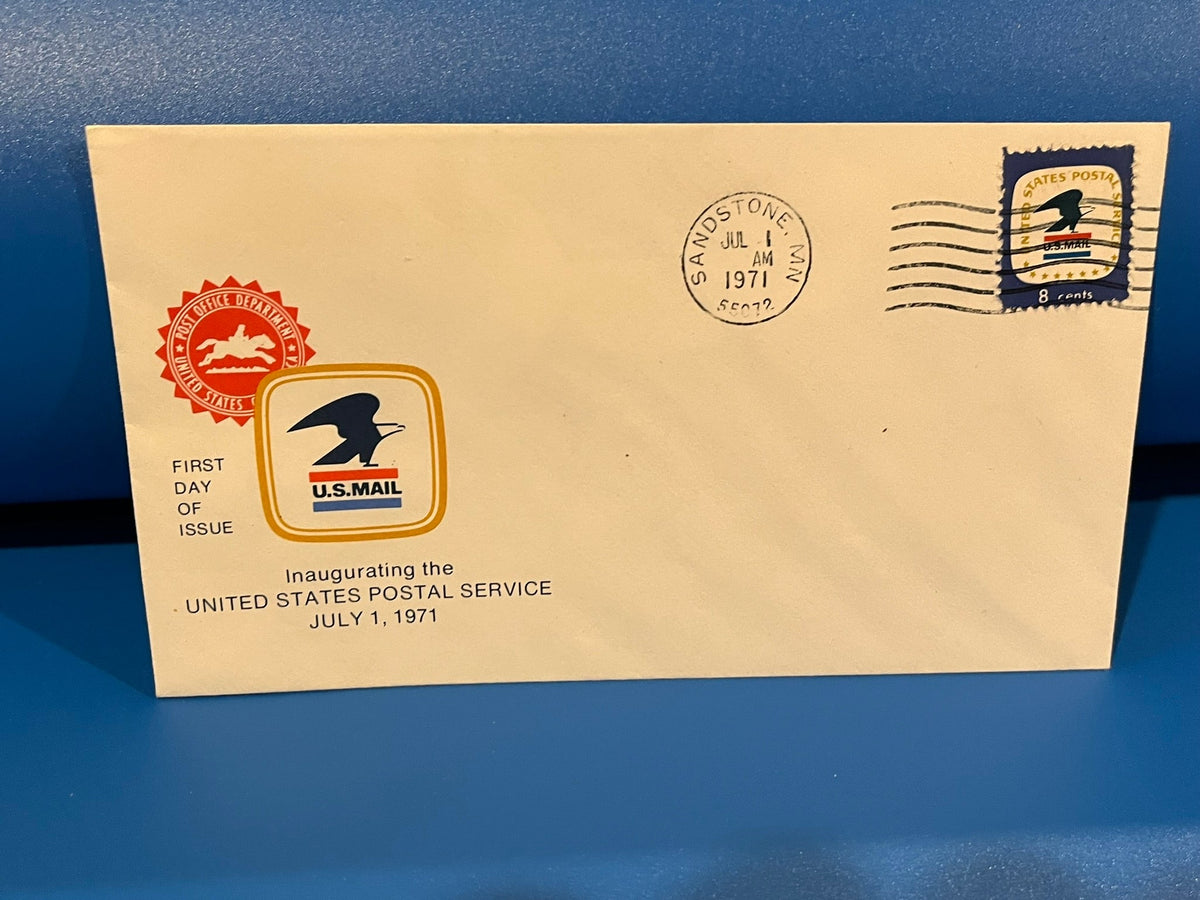 SANDSTONE, MN
JUL 1
AM
1971
55072
STATES POSTAL SERVICE
U.S.MAIL
8 cents
POST OFFICE DEPARTMENT
UNITED STATES
U.S.MAIL
FIRST
DAY
OF
ISSUE
Inaugurating the
UNITED STATES POSTAL SERVICE
JULY 1, 1971